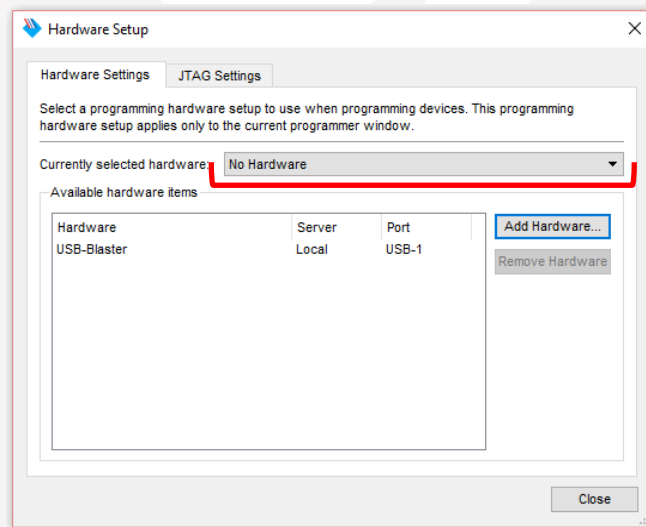 Hardware Setup
Hardware Settings
JTAG Settings
Select a programming hardware setup to use when programming devices. This programming
hardware setup applies only to the current programmer window.
Currently selected hardware:
No Hardware
Available hardware items
Hardware Server Port
USB-Blaster Local USB-1
Add Hardware...
Remove Hardware
Close